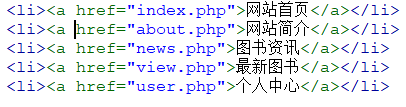 <li><a href="index.php">网站首页</a></li>
<li><a href="about.php">网站简介</a></li>
<li><a href="news.php">图书资讯</a></li>
<li><a href="view.php">最新图书</a></li>
<li><a href="user.php">个人中心</a></li>